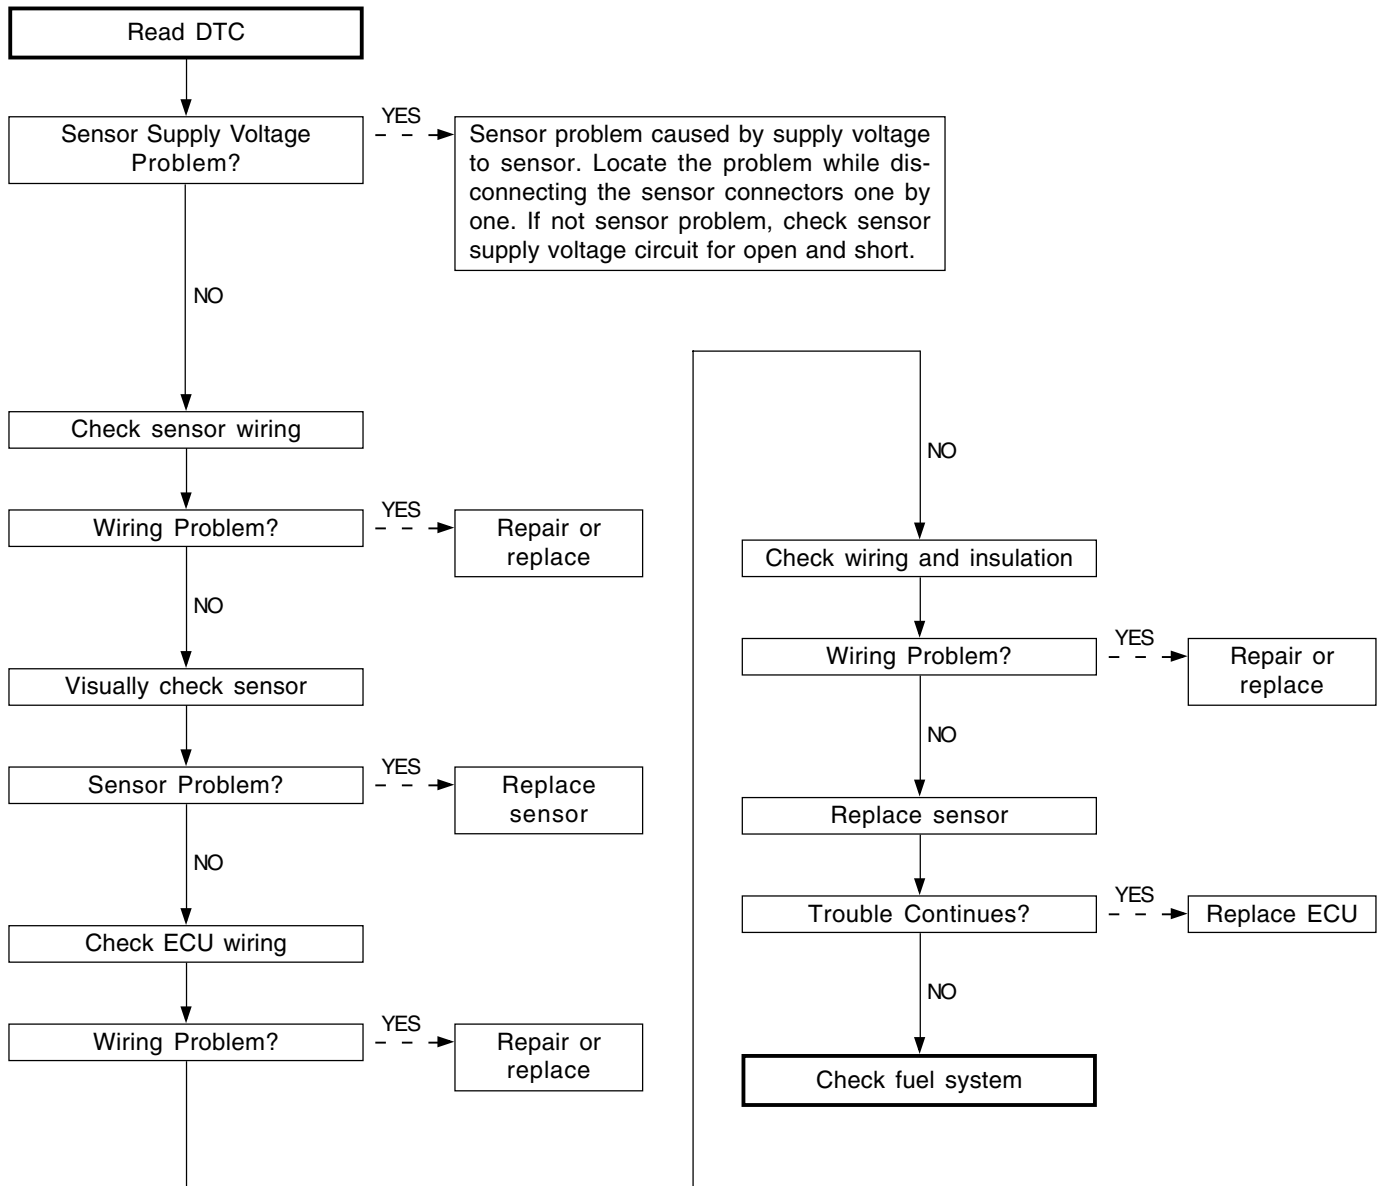 Read DTC
Sensor Supply Voltage
Problem?
YES
Sensor problem caused by supply voltage
to sensor. Locate the problem while dis-
connecting the sensor connectors one by
one. If not sensor problem, check sensor
supply voltage circuit for open and short.
NO
Check sensor wiring
Wiring Problem?
YES
Repair or
replace
NO
Visually check sensor
Sensor Problem?
YES
Replace
sensor
NO
Check ECU wiring
Wiring Problem?
YES
Repair or
replace
NO
Check wiring and insulation
Wiring Problem?
YES
Repair or
replace
NO
Replace sensor
Trouble Continues?
YES
Replace ECU
NO
Check fuel system